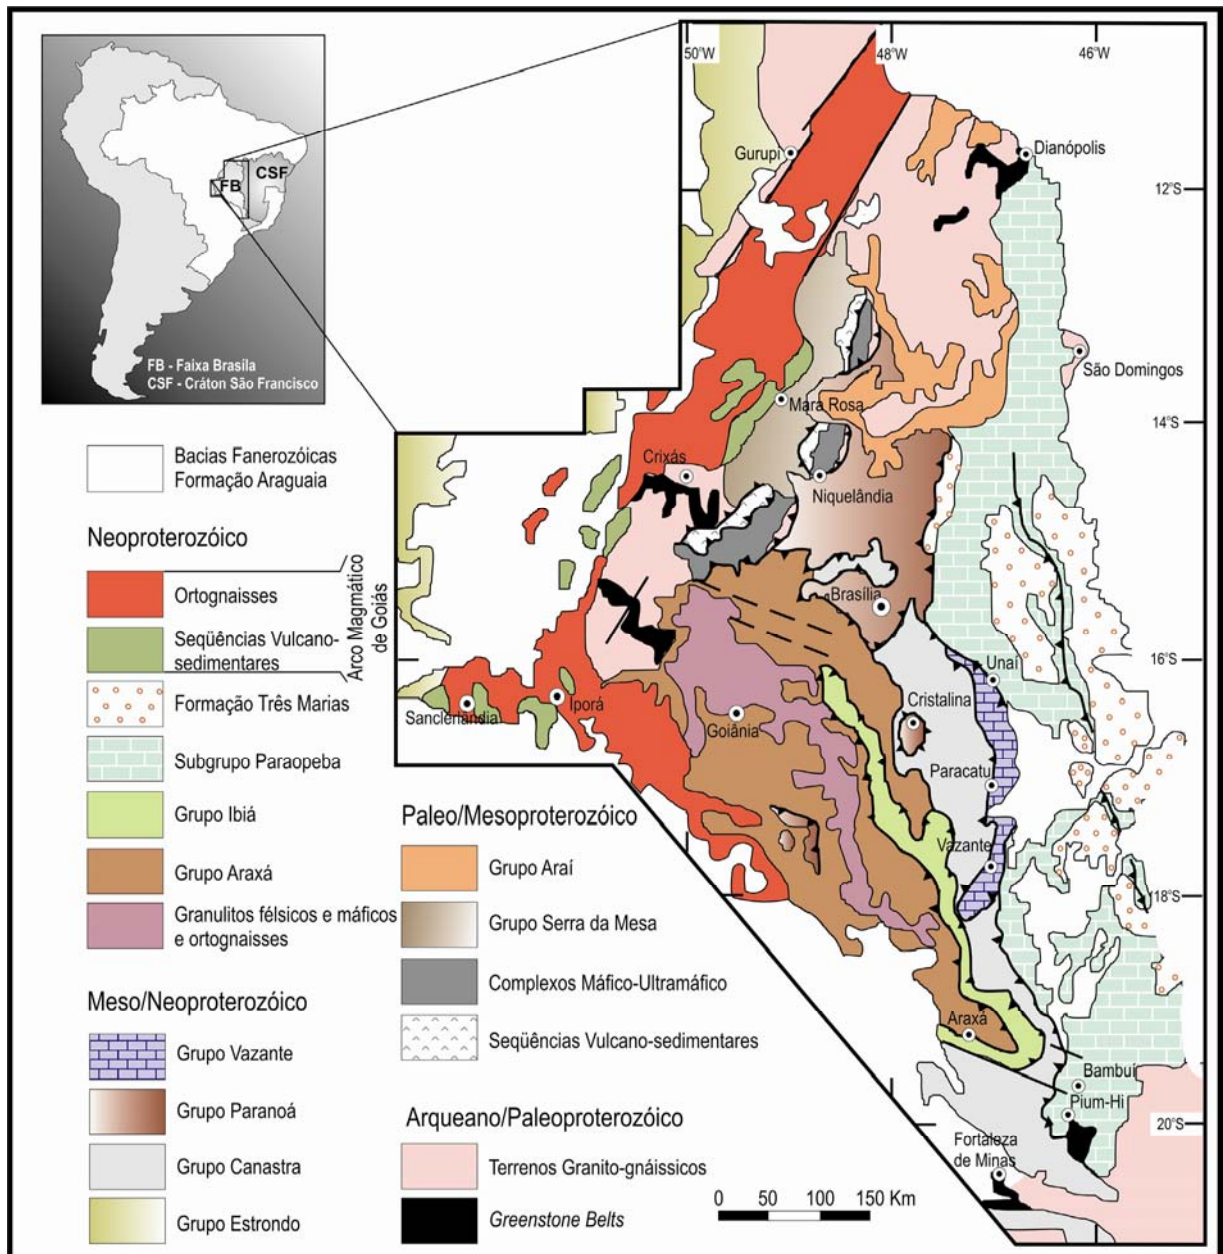 50°W
48°W
46°W
FB
CSF
FB - Faixa Brasíla
CSF - Cráton São Francisco
Gurupi
Dianópolis
12°S
São Domingos
Mara Rosa
14°S
Crixás
Niquelândia
Brasília
16°S
Unaí
Cristalina
Sanclerlândia
Iporá
Goiânia
Paracatu
Vazante
18°S
Araxá
Bambuí
Pium-Hi
20°S
Fortaleza
de Minas
Bacias Fanerozóicas
Formação Araguaia
Neoproterozóico
Ortognaisses
Seqüências Vulcano-
sedimentares
Arco Magmático
de Goiás
Formação Três Marias
Subgrupo Paraopeba
Grupo Ibiá
Grupo Araxá
Granulitos félsicos e máficos
e ortognaisses
Meso/Neoproterozóico
Grupo Vazante
Grupo Paranoá
Grupo Canastra
Grupo Estrondo
Paleo/Mesoproterozóico
Grupo Araí
Grupo Serra da Mesa
Complexos Máfico-Ultramáfico
Seqüências Vulcano-sedimentares
Arqueano/Paleoproterozóico
Terrenos Granito-gnáissicos
Greenstone Belts
0 50 100 150 Km